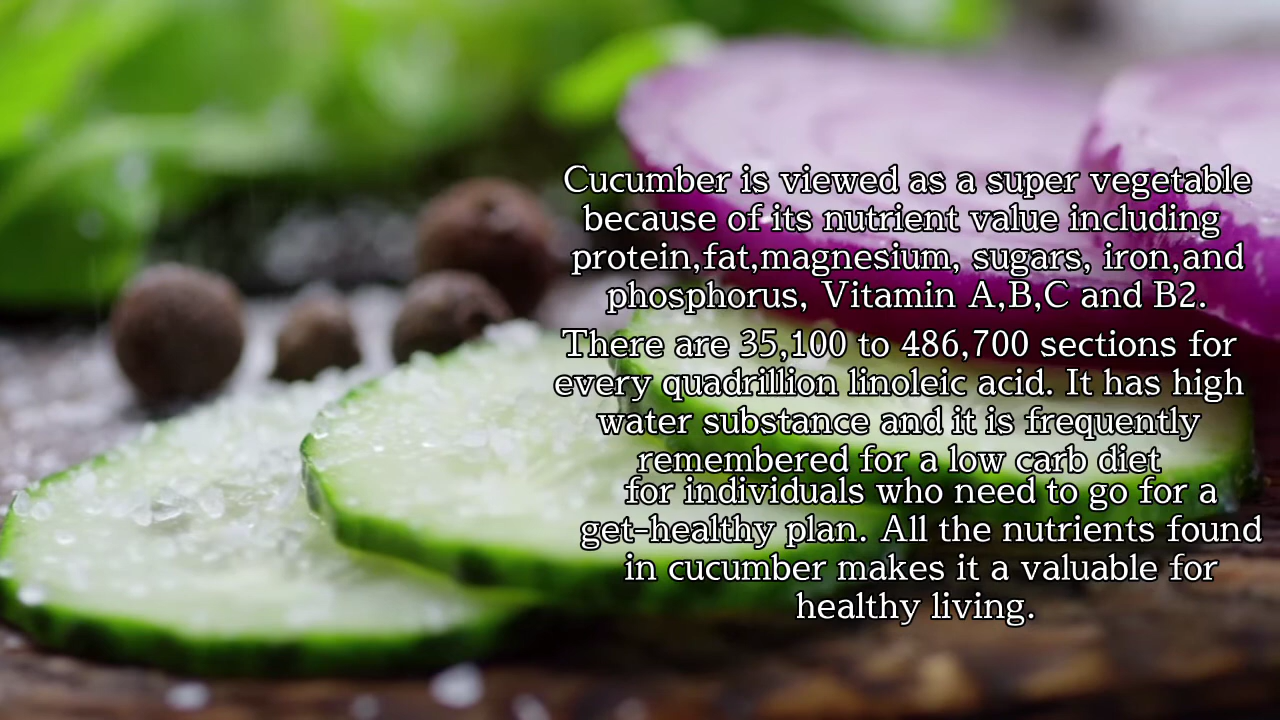 Cucumber is viewed as a super vegetable
because of its nutrient value including
protein,fat,magnesium, sugars, iron,and
phosphorus, Vitamin A,B,C and B2.
There are 35,100 to 486,700 sections for
every quadrillion linoleic acid. It has high
water substance and it is frequently
remembered for a low carb diet
for individuals who need to go for a
get-healthy plan. All the nutrients found
in cucumber makes it a valuable for
healthy living.